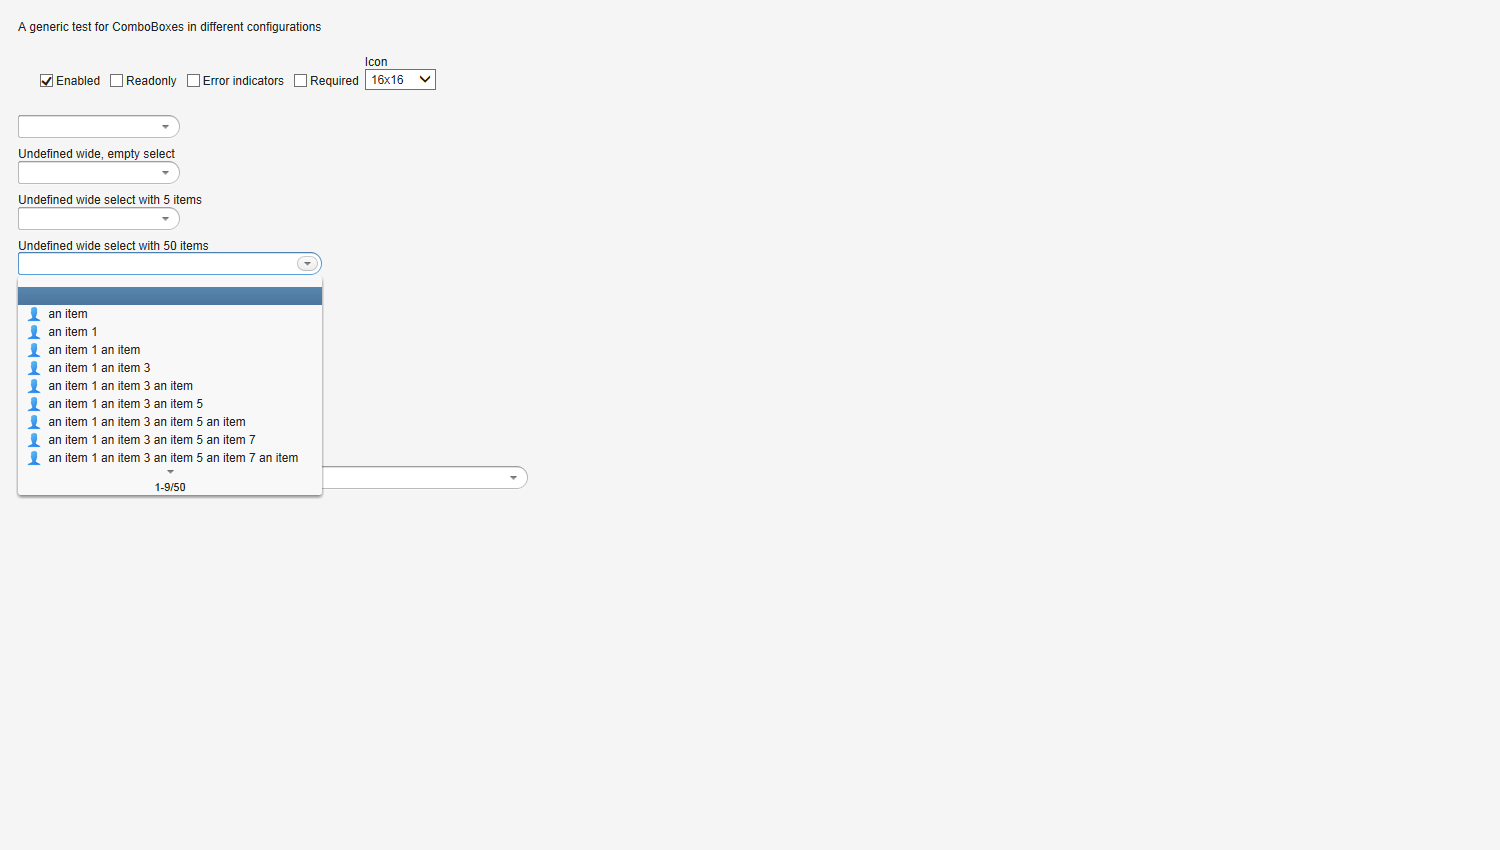 A generic test for ComboBoxes in different configurations
Icon
Enabled Readonly Error indicators Required 16x16
Undefined wide, empty select
Undefined wide select with 5 items
Undefined wide select with 50 items
an item
an item 1
an item 1 an item
an item 1 an item 3
an item 1 an item 3 an item
an item 1 an item 3 an item 5
an item 1 an item 3 an item 5 an item
an item 1 an item 3 an item 5 an item 7
an item 1 an item 3 an item 5 an item 7 an item
1-9/50